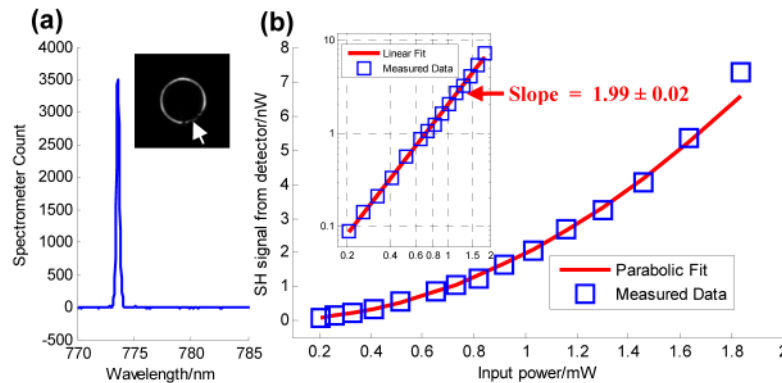 (a)
4000
3500
3000
2500
2000
1500
1000
500
0
-500
Spectrometer Count
770
775
780
785
Wavelength/nm
(b)
8
7
6
5
4
3
2
1
0
SH signal from detector/nW
10
1
0.1
0.2 0.4 0.6 0.8 1 1.5 2
Linear Fit
Measured Data
Slope = 1.99 ± 0.02
Parabolic Fit
Measured Data
0.2 0.4 0.6 0.8 1 1.2 1.4 1.6 1.8 2
Input power/mW